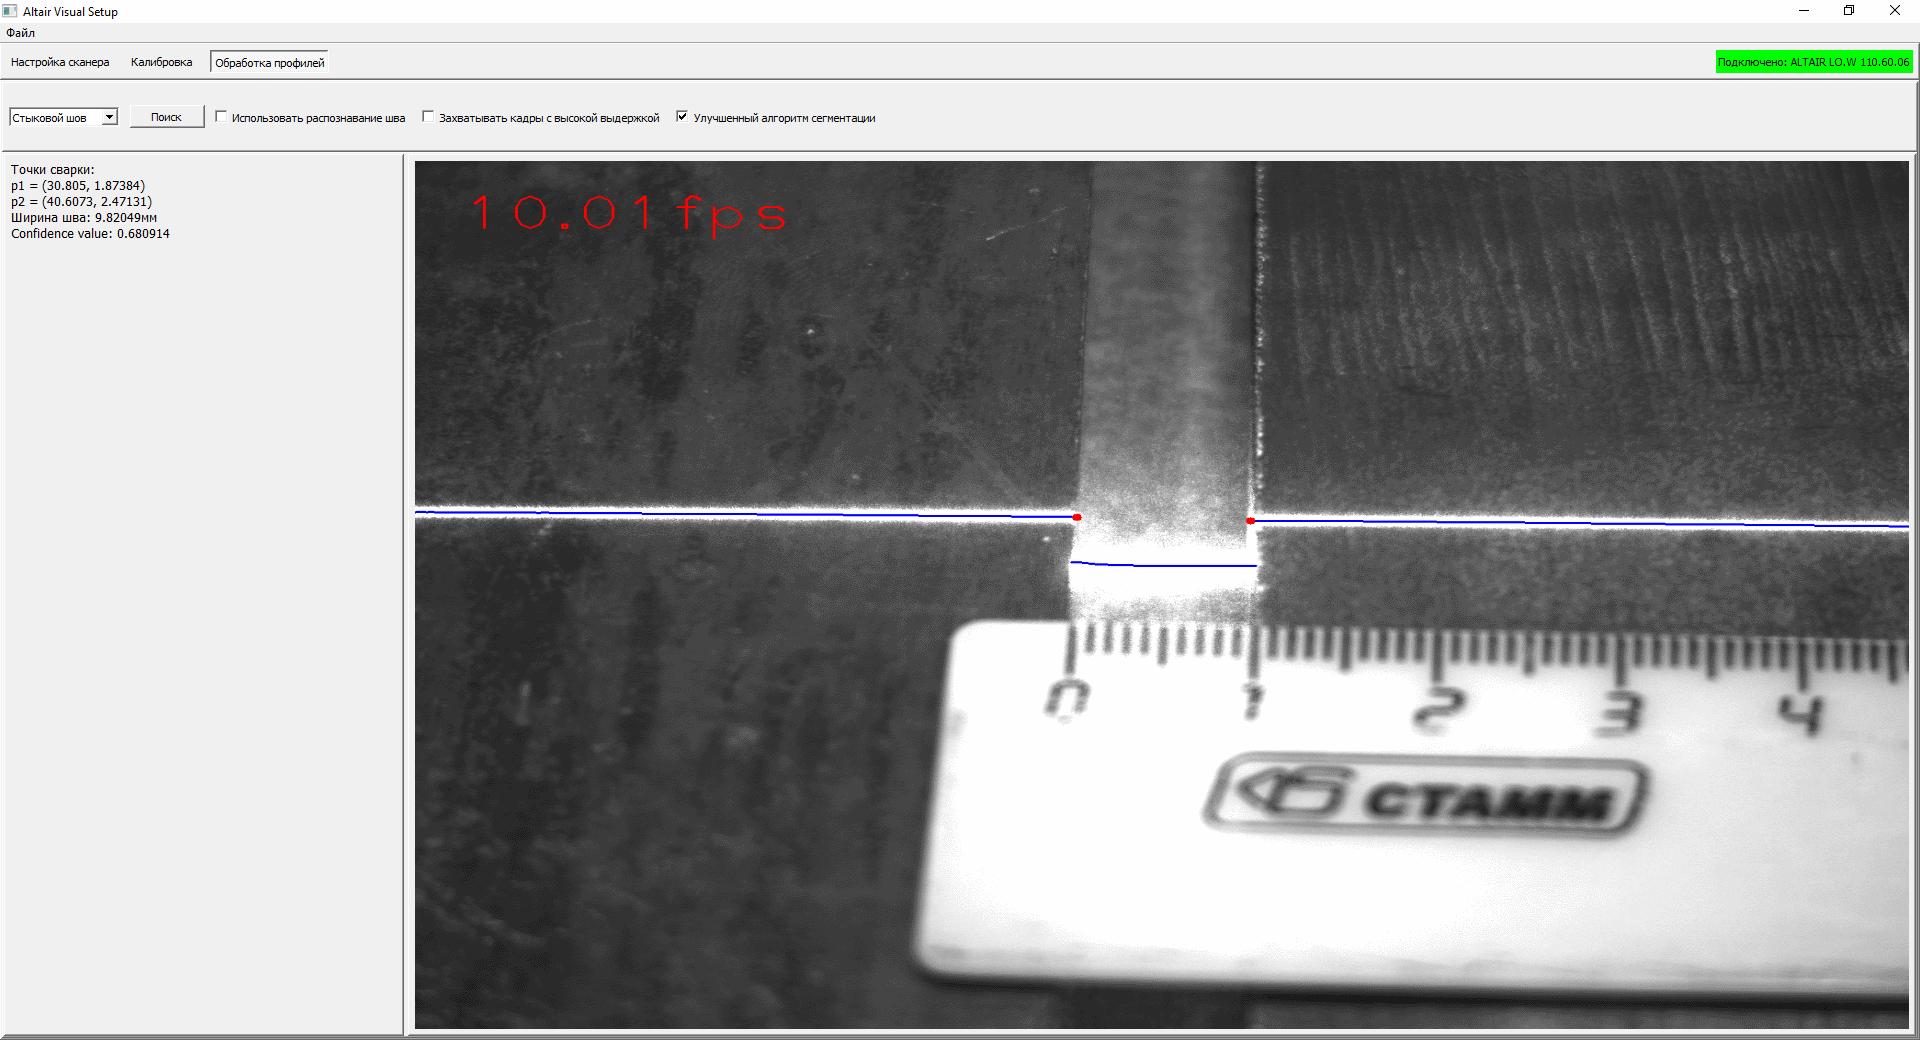 Altair Visual Setup
Файл
Настройка сканера Калибровка Обработка профилей Подключено: ALTAIR LO.W 110.60.06
Стыковой шов Поиск Использовать распознавание шва Захватывать кадры с высокой выдержкой Улучшенный алгоритм сегментации
Точки сварки:
p1 = (30.805, 1.87384)
p2 = (40.6073, 2.47131)
Ширина шва: 9.82049мм
Confidence value: 0.680914
10.01fps
0 1 2 3 4
СТАММ